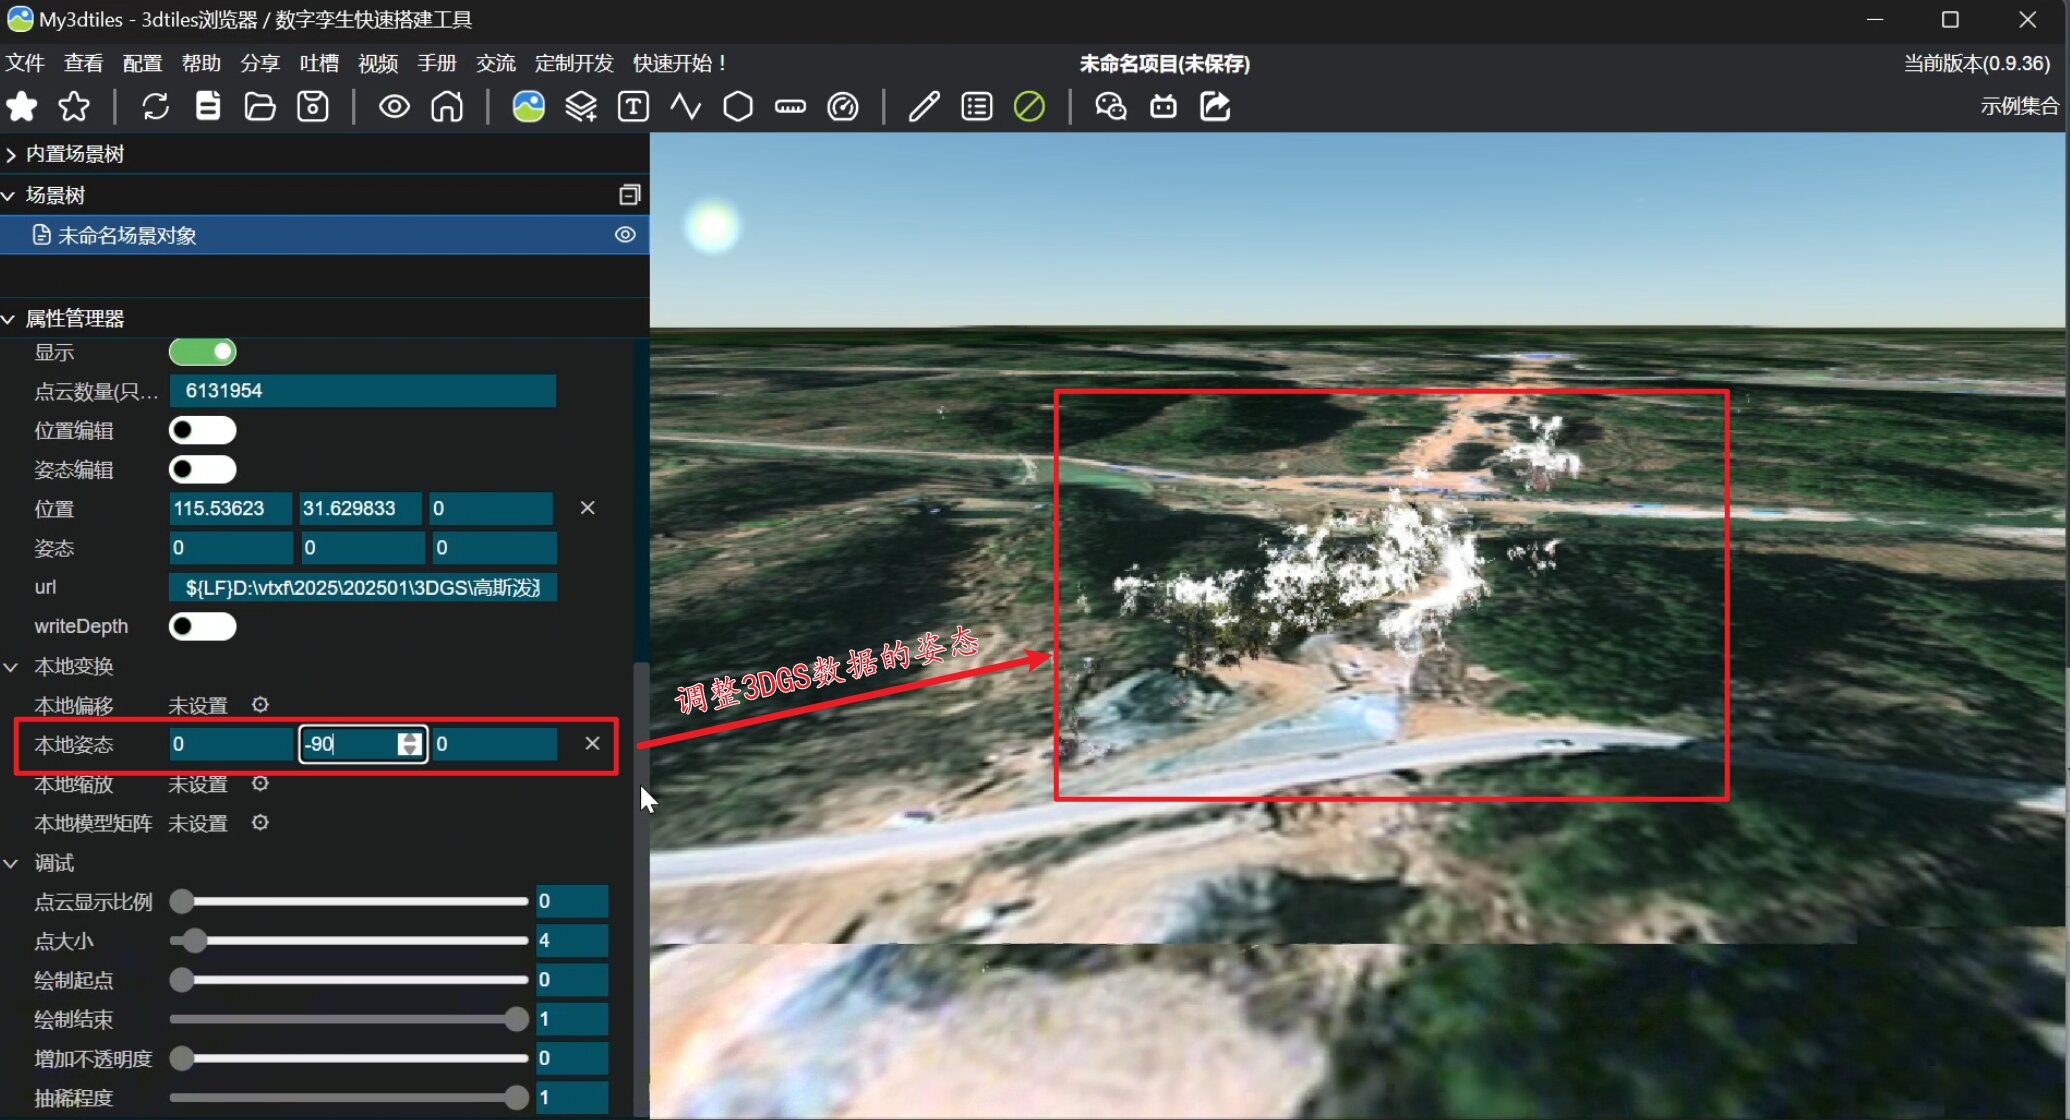 My3dtiles - 3dtiles浏览器 / 数字孪生快速搭建工具
文件 查看 配置 帮助 分享 吐槽 视频 手册 交流 定制开发 快速开始！ 未命名项目(未保存) 当前版本(0.9.36)
示例集合
内置场景树
场景树
未命名场景对象
属性管理器
显示
点云数量(只… 6131954
位置编辑
姿态编辑
位置 115.53623 31.629833 0
姿态 0 0 0
url ${LF}D:\vtxf\2025\202501\3DGS\高斯泼
writeDepth
本地变换
本地偏移 未设置
本地姿态 0 -90 0
调整3DGS数据的姿态
本地缩放 未设置
本地模型矩阵 未设置
调试
点云显示比例 0
点大小 4
绘制起点 0
绘制结束 1
增加不透明度 0
抽稀程度 1